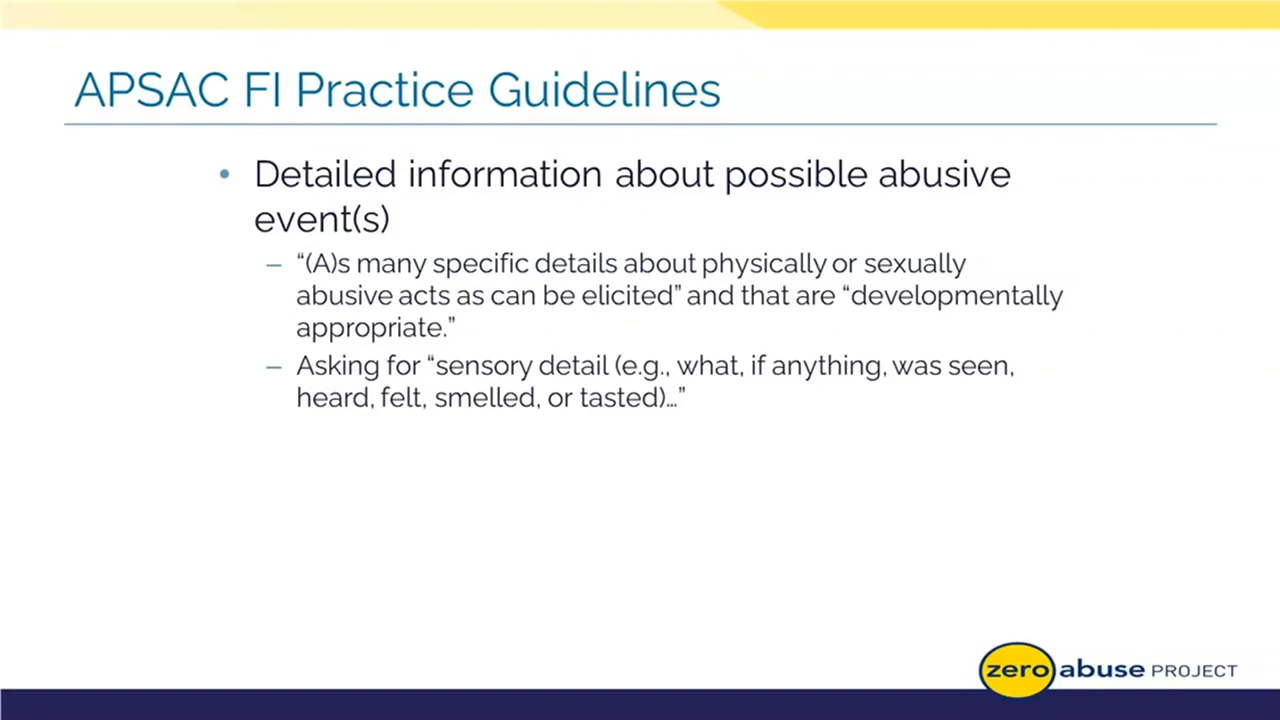 APSAC FI Practice Guidelines
• Detailed information about possible abusive
event(s)
– “(A)s many specific details about physically or sexually
abusive acts as can be elicited” and that are “developmentally
appropriate.”
– Asking for “sensory detail (e.g., what, if anything, was seen,
heard, felt, smelled, or tasted)…”
zero abuse PROJECT